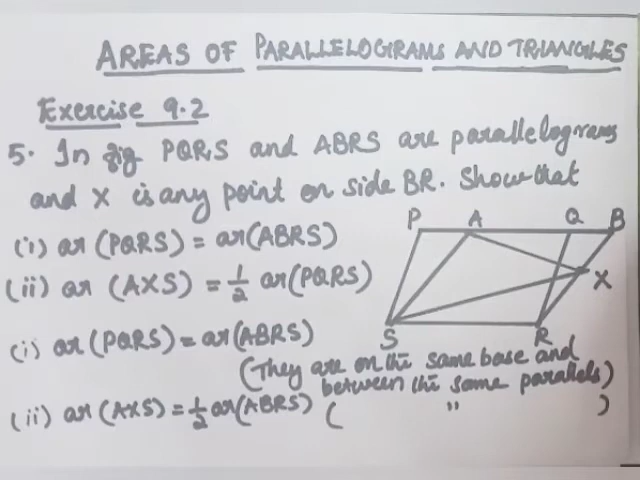 AREAS OF PARALLELOGRAMS AND TRIANGLES
Exercise 9.2
5. In fig PQRS and ABRS are parallelograms
and X is any point on side BR. Show that
(i) ar (PQRS) = ar(ABRS)
(ii) ar (AXS) = 1/2 ar(PQRS)
P A Q B
X
S R
(i) ar (PQRS) = ar(ABRS)
(They are on the same base and
between the same parallels)
(ii) ar (AXS) = 1/2 ar(ABRS) ( " )